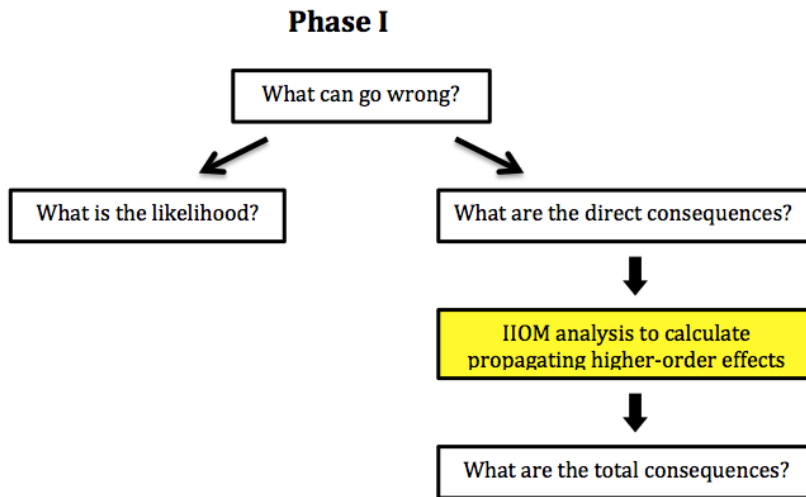 Phase I
What can go wrong?
What is the likelihood?
What are the direct consequences?
IIOM analysis to calculate
propagating higher-order effects
What are the total consequences?